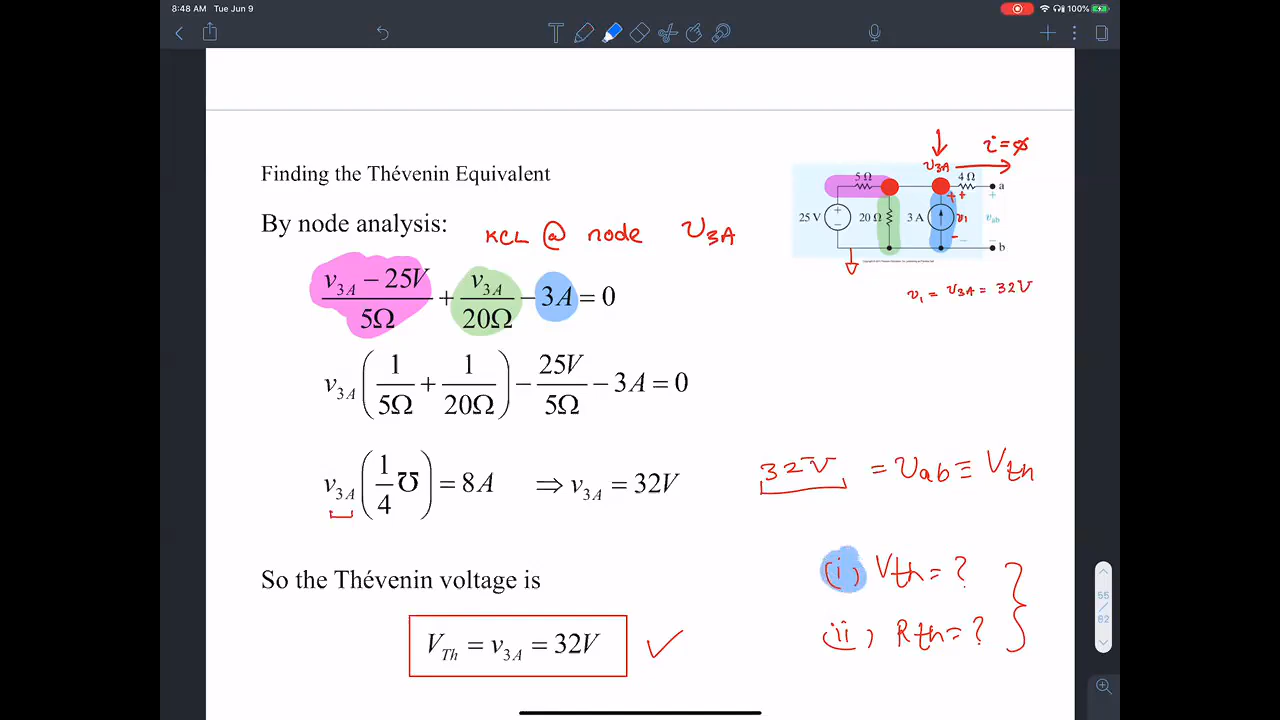 8:48 AM Tue Jun 9
100%
Finding the Thévenin Equivalent
By node analysis:
KCL @ node v3A
v3A − 25V / 5Ω + v3A / 20Ω − 3A = 0
v3A ( 1 / 5Ω + 1 / 20Ω ) − 25V / 5Ω − 3A = 0
v3A ( 1 / 4 ℧ ) = 8A ⇒ v3A = 32V
So the Thévenin voltage is
VTh = v3A = 32V
i = ∅
v3A
5 Ω
4 Ω
a
+ + +
25 V
+
−
20 Ω
3 A
v1
vab
− − −
b
v1 = v3A = 32V
32V = vab ≡ Vth
(i) Vth = ?
(ii) Rth = ?
55
/
62